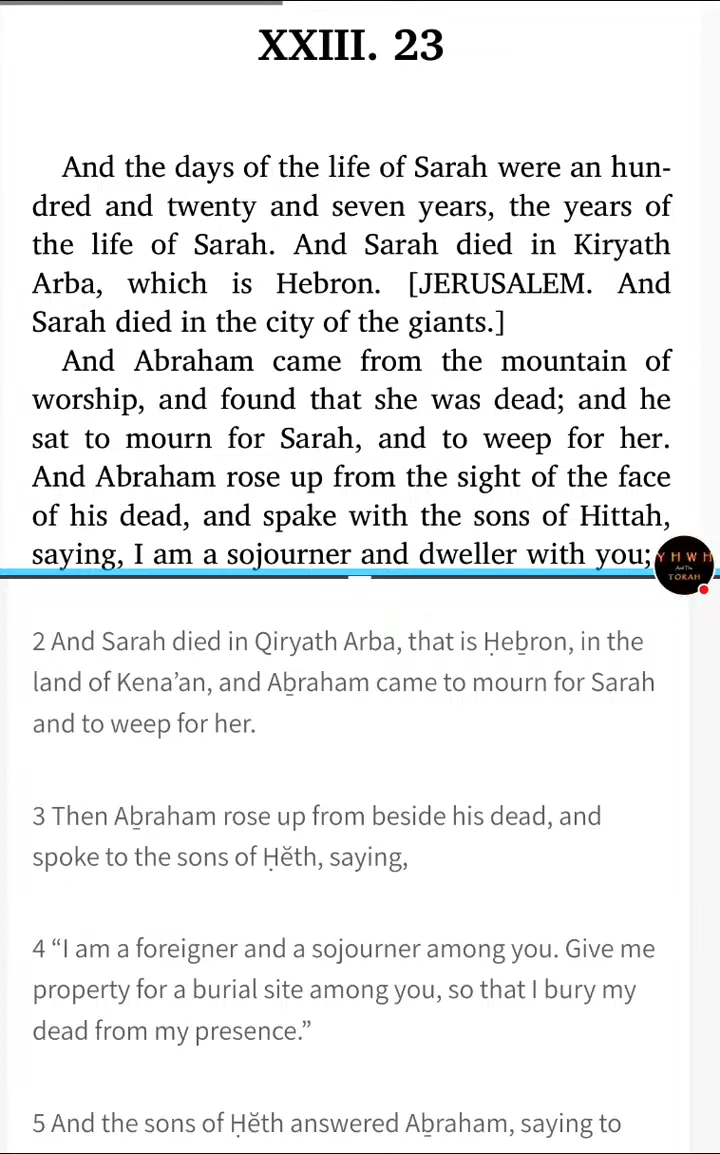 XXIII. 23
And the days of the life of Sarah were an hun-
dred and twenty and seven years, the years of
the life of Sarah. And Sarah died in Kiryath
Arba, which is Hebron. [JERUSALEM. And
Sarah died in the city of the giants.]
And Abraham came from the mountain of
worship, and found that she was dead; and he
sat to mourn for Sarah, and to weep for her.
And Abraham rose up from the sight of the face
of his dead, and spake with the sons of Hittah,
saying, I am a sojourner and dweller with you;
Y H W H
And The
TORAH
2 And Sarah died in Qiryath Arba, that is Ḥeḇron, in the
land of Kena’an, and Aḇraham came to mourn for Sarah
and to weep for her.
3 Then Aḇraham rose up from beside his dead, and
spoke to the sons of Ḥĕth, saying,
4 “I am a foreigner and a sojourner among you. Give me
property for a burial site among you, so that I bury my
dead from my presence.”
5 And the sons of Ḥĕth answered Aḇraham, saying to